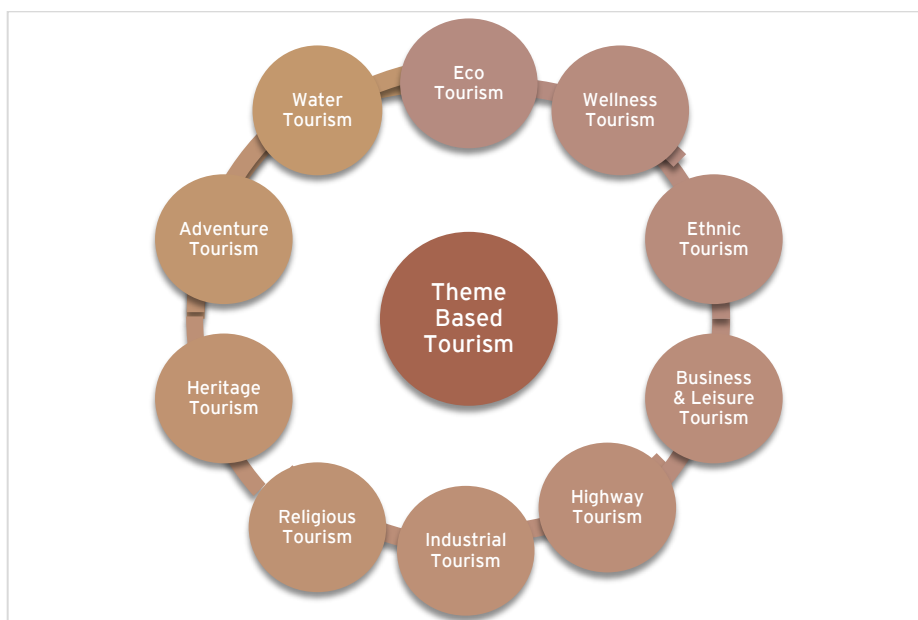 Eco
Tourism
Wellness
Tourism
Ethnic
Tourism
Business
& Leisure
Tourism
Highway
Tourism
Industrial
Tourism
Religious
Tourism
Heritage
Tourism
Adventure
Tourism
Water
Tourism
Theme
Based
Tourism